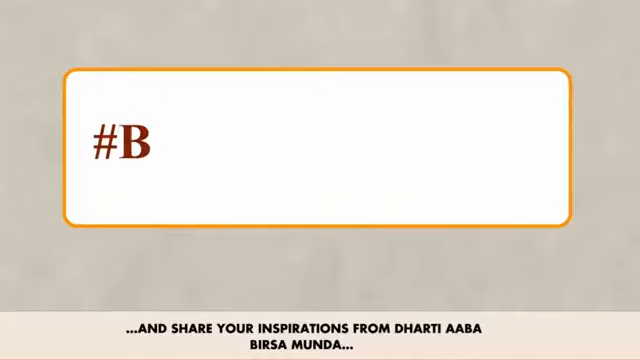 #B
...AND SHARE YOUR INSPIRATIONS FROM DHARTI AABA
BIRSA MUNDA...